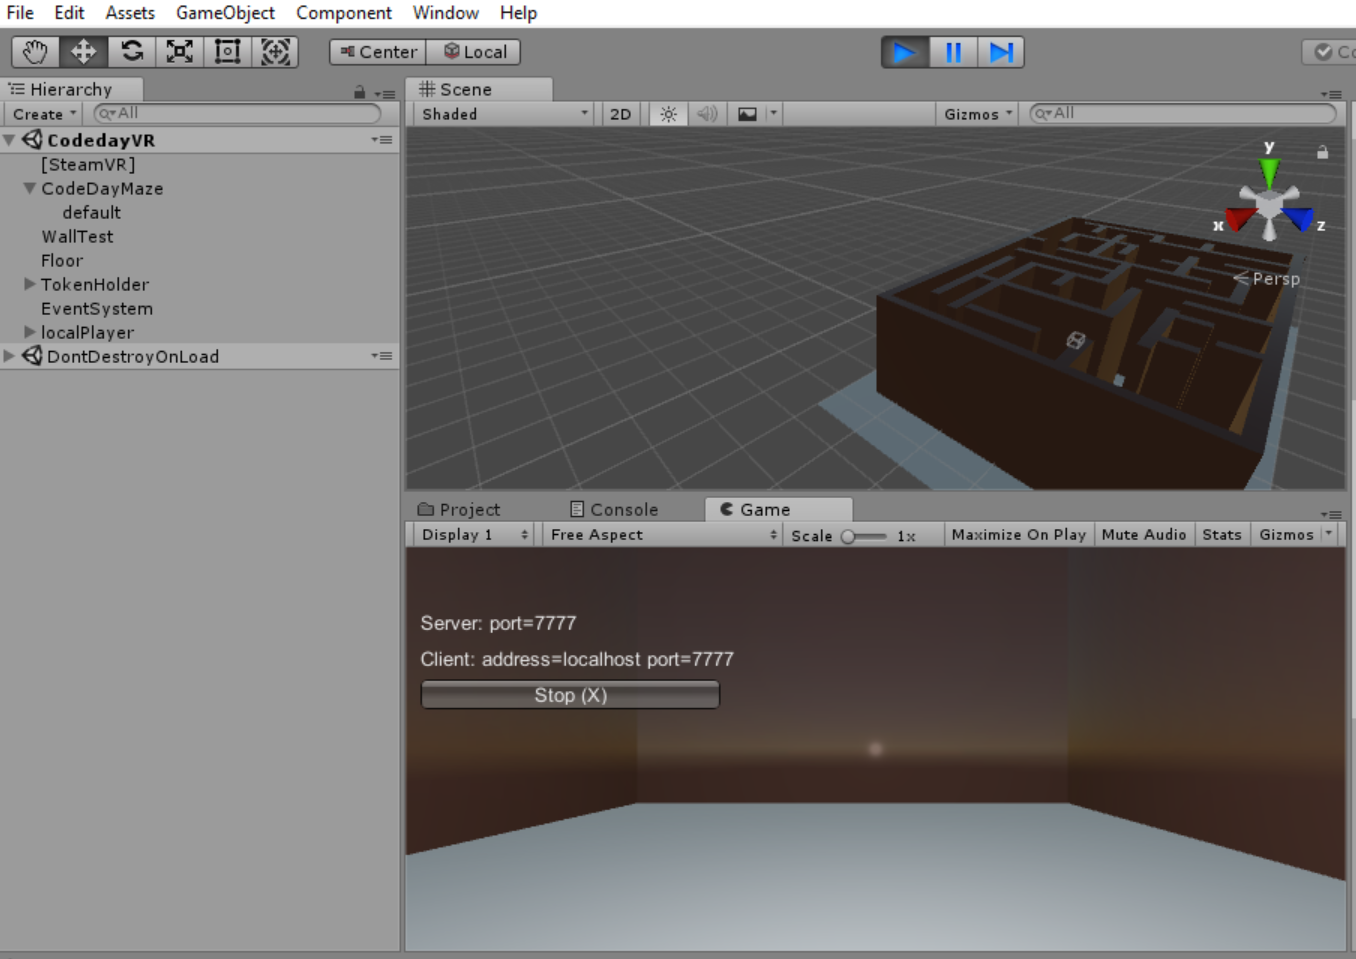 File Edit Assets GameObject Component Window Help
Center Local
Hierarchy
Create All
CodedayVR
[SteamVR]
CodeDayMaze
default
WallTest
Floor
TokenHolder
EventSystem
localPlayer
DontDestroyOnLoad
Scene
Shaded 2D Gizmos All
y
x z
Persp
Project Console Game
Display 1 Free Aspect Scale 1x Maximize On Play Mute Audio Stats Gizmos
Server: port=7777
Client: address=localhost port=7777
Stop (X)